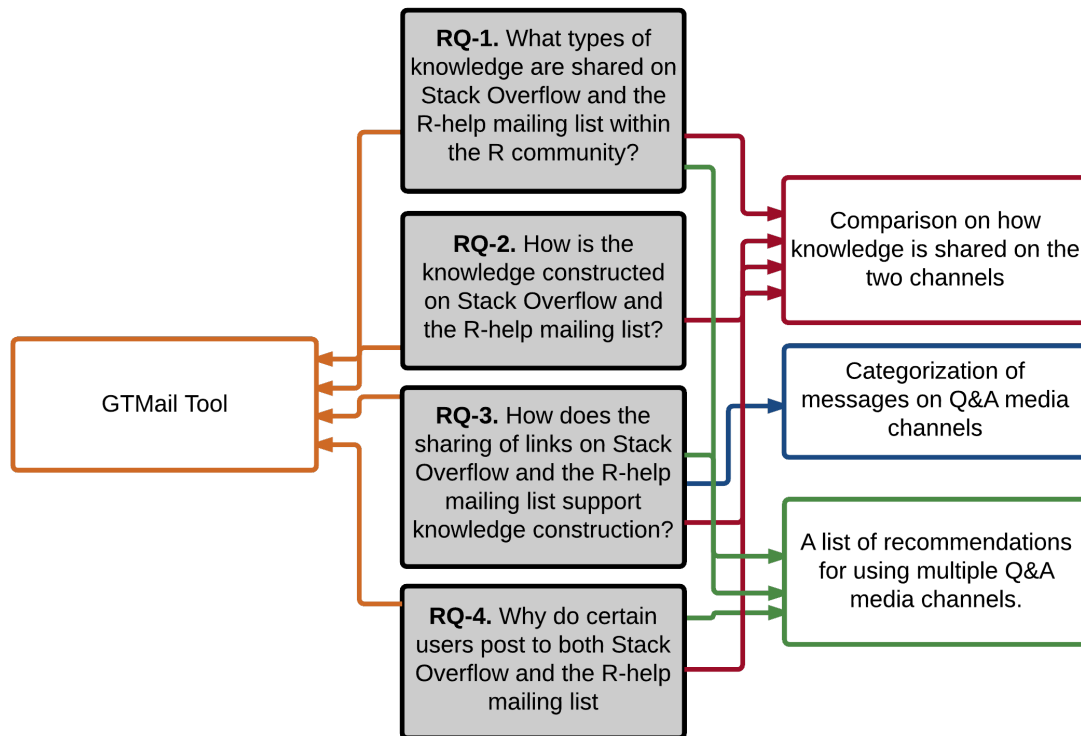 RQ-1. What types of
knowledge are shared on
Stack Overflow and the
R-help mailing list within
the R community?
RQ-2. How is the
knowledge constructed
on Stack Overflow and
the R-help mailing list?
RQ-3. How does the
sharing of links on Stack
Overflow and the R-help
mailing list support
knowledge construction?
RQ-4. Why do certain
users post to both Stack
Overflow and the R-help
mailing list
GTMail Tool
Comparison on how
knowledge is shared on the
two channels
Categorization of
messages on Q&A media
channels
A list of recommendations
for using multiple Q&A
media channels.